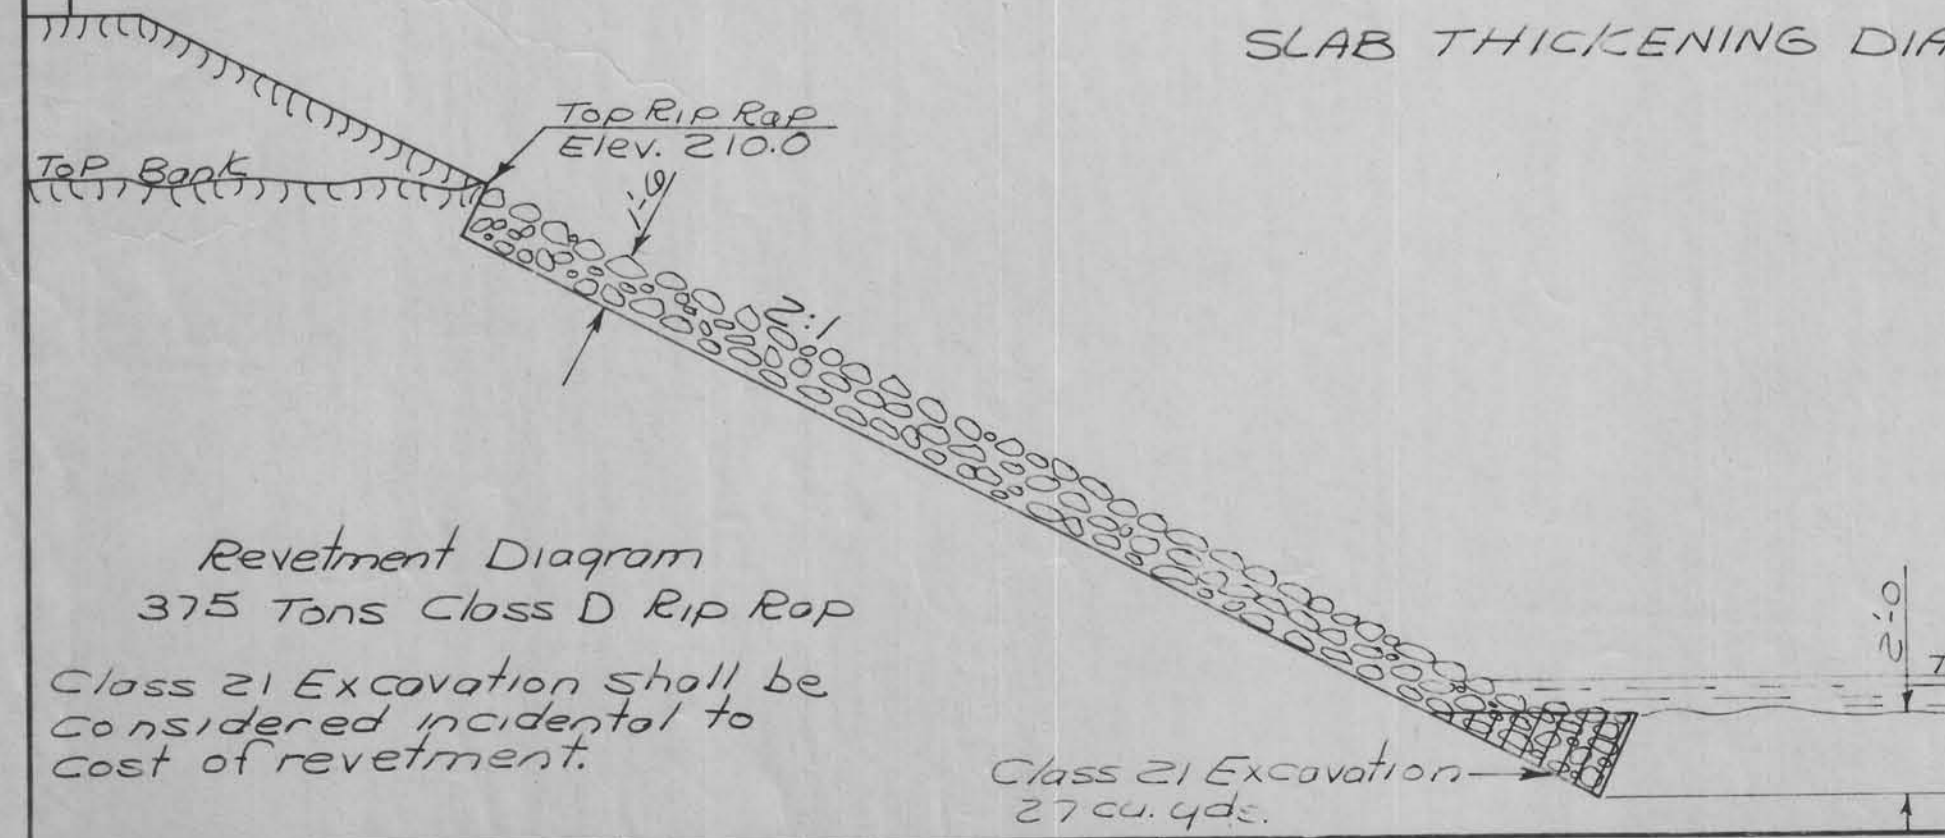 SLAB THICKENING
Top Rip Rap
Elev. 210.0
Top Bank
2:1
Revetment Diagram
375 Tons Class D Rip Rap
Class 21 Excavation shall be
considered incidental to
cost of revetment.
2'-0
Class 21 Excavation
27 cu. yds.